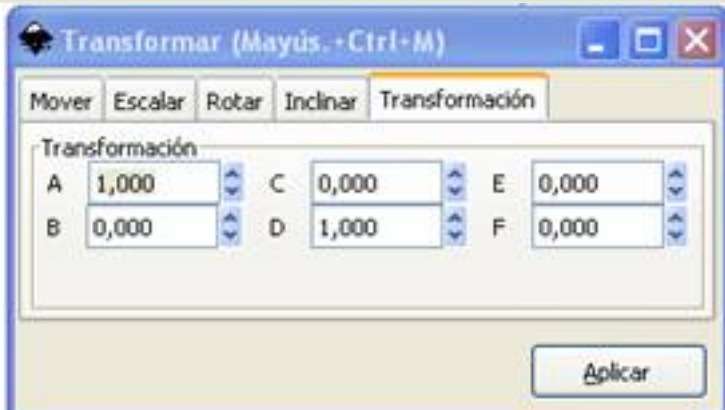 Transformar (Mayús.+Ctrl+M)
Mover Escalar Rotar Inclinar Transformación
Transformación
A 1,000 C 0,000 E 0,000
B 0,000 D 1,000 F 0,000
Aplicar